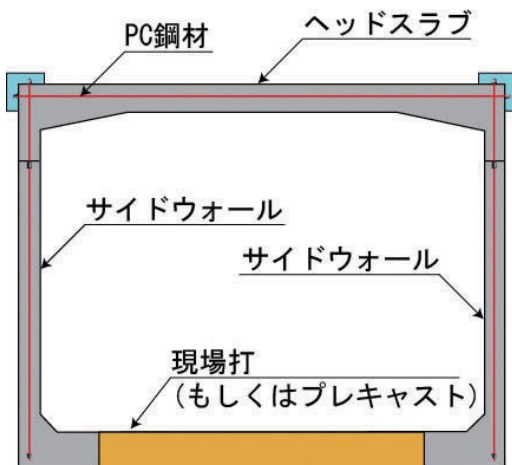 PC鋼材
ヘッドスラブ
サイドウォール
サイドウォール
現場打
(もしくはプレキャスト)